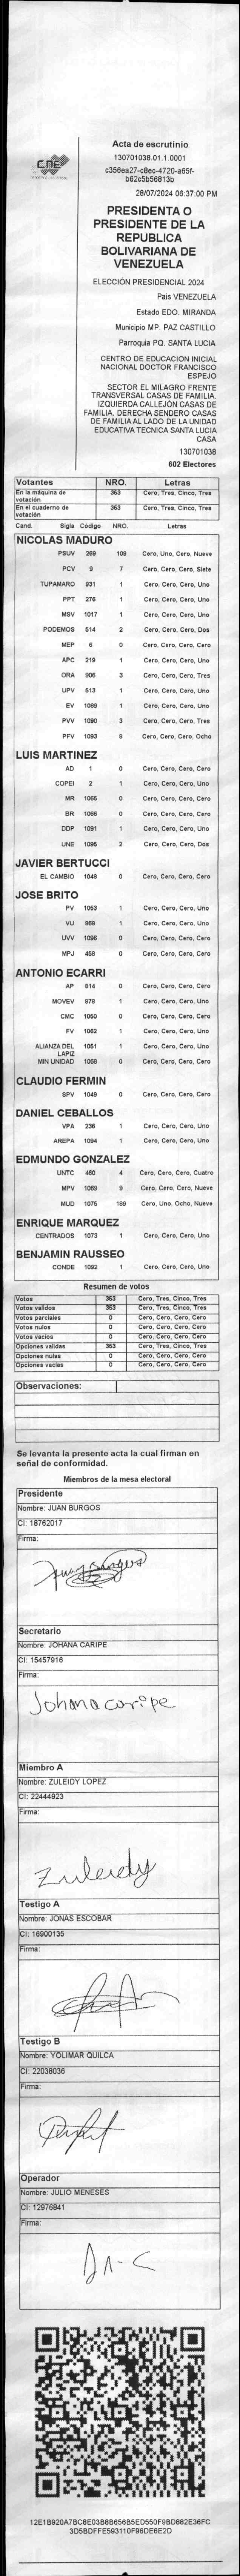 Acta de escrutinio
130701038.01.1.0001
c356ea27-c8ec-4720-a65f-
b62c5b56813b
28/07/2024 06:37:00 PM
CNE
PRESIDENTA O
PRESIDENTE DE LA
REPUBLICA
BOLIVARIANA DE
VENEZUELA
ELECCIÓN PRESIDENCIAL 2024
Pais VENEZUELA
Estado EDO. MIRANDA
Municipio MP. PAZ CASTILLO
Parroquia PQ. SANTA LUCIA
CENTRO DE EDUCACION INICIAL
NACIONAL DOCTOR FRANCISCO
ESPEJO
SECTOR EL MILAGRO FRENTE
TRANSVERSAL CASAS DE FAMILIA.
IZQUIERDA CALLEJÓN CASAS DE
FAMILIA. DERECHA SENDERO CASAS
DE FAMILIA AL LADO DE LA UNIDAD
EDUCATIVA TECNICA SANTA LUCIA
CASA
130701038
602 Electores
Votantes NRO. Letras
En la máquina de votación 363 Cero, Tres, Cinco, Tres
En el cuaderno de votación 353 Cero, Tres, Cinco, Tres
Cand. Sigla Código NRO. Letras
NICOLAS MADURO
PSUV 269 109 Cero, Uno, Cero, Nueve
PCV 9 7 Cero, Cero, Cero, Siete
TUPAMARO 931 1 Cero, Cero, Cero, Uno
PPT 276 1 Cero, Cero, Cero, Uno
MSV 1017 1 Cero, Cero, Cero, Uno
PODEMOS 514 2 Cero, Cero, Cero, Dos
MEP 6 0 Cero, Cero, Cero, Cero
APC 219 1 Cero, Cero, Cero, Uno
ORA 906 3 Cero, Cero, Cero, Tres
UPV 513 1 Cero, Cero, Cero, Uno
EV 1089 1 Cero, Cero, Cero, Uno
PVV 1090 3 Cero, Cero, Cero, Tres
PFV 1093 8 Cero, Cero, Cero, Ocho
LUIS MARTINEZ
AD 1 0 Cero, Cero, Cero, Cero
COPEI 2 1 Cero, Cero, Cero, Uno
MR 1065 0 Cero, Cero, Cero, Cero
BR 1066 0 Cero, Cero, Cero, Cero
DDP 1091 1 Cero, Cero, Cero, Uno
UNE 1095 2 Cero, Cero, Cero, Dos
JAVIER BERTUCCI
EL CAMBIO 1048 0 Cero, Cero, Cero, Cero
JOSE BRITO
PV 1053 1 Cero, Cero, Cero, Uno
VU 868 1 Cero, Cero, Cero, Uno
UVV 1096 0 Cero, Cero, Cero, Cero
MPJ 458 0 Cero, Cero, Cero, Cero
ANTONIO ECARRI
AP 814 0 Cero, Cero, Cero, Cero
MOVEV 878 1 Cero, Cero, Cero, Uno
CMC 1050 0 Cero, Cero, Cero, Cero
FV 1062 1 Cero, Cero, Cero, Uno
ALIANZA DEL LAPIZ 1051 1 Cero, Cero, Cero, Uno
MIN UNIDAD 1068 0 Cero, Cero, Cero, Cero
CLAUDIO FERMIN
SPV 1049 0 Cero, Cero, Cero, Cero
DANIEL CEBALLOS
VPA 236 1 Cero, Cero, Cero, Uno
AREPA 1094 1 Cero, Cero, Cero, Uno
EDMUNDO GONZALEZ
UNTC 460 4 Cero, Cero, Cero, Cuatro
MPV 1069 9 Cero, Cero, Cero, Nueve
MUD 1075 189 Cero, Uno, Ocho, Nueve
ENRIQUE MARQUEZ
CENTRADOS 1073 1 Cero, Cero, Cero, Uno
BENJAMIN RAUSSEO
CONDE 1092 1 Cero, Cero, Cero, Uno
Resumen de votos
Votos 353 Cero, Tres, Cinco, Tres
Votos validos 353 Cero, Tres, Cinco, Tres
Votos parciales 0 Cero, Cero, Cero, Cero
Votos nulos 0 Cero, Cero, Cero, Cero
Votos vacios 0 Cero, Cero, Cero, Cero
Opciones validas 353 Cero, Tres, Cinco, Tres
Opciones nulas 0 Cero, Cero, Cero, Cero
Opciones vacias 0 Cero, Cero, Cero, Cero
Observaciones:
Se levanta la presente acta la cual firman en
señal de conformidad.
Miembros de la mesa electoral
Presidente
Nombre: JUAN BURGOS
CI: 18762017
Firma:
Juan Burgos
Secretario
Nombre: JOHANA CARIPE
CI: 15457916
Firma:
Johana caripe
Miembro A
Nombre: ZULEIDY LOPEZ
CI: 22444923
Firma:
Zuleidy
Testigo A
Nombre: JONAS ESCOBAR
CI: 16900135
Firma:
Testigo B
Nombre: YOLIMAR QUILCA
CI: 22038036
Firma:
Operador
Nombre: JULIO MENESES
CI: 12976841
Firma:
12E1B920A7BC8E03B8B656B5ED550F9BD882E36FC
3D5BDFFE593110F96DE6E2D